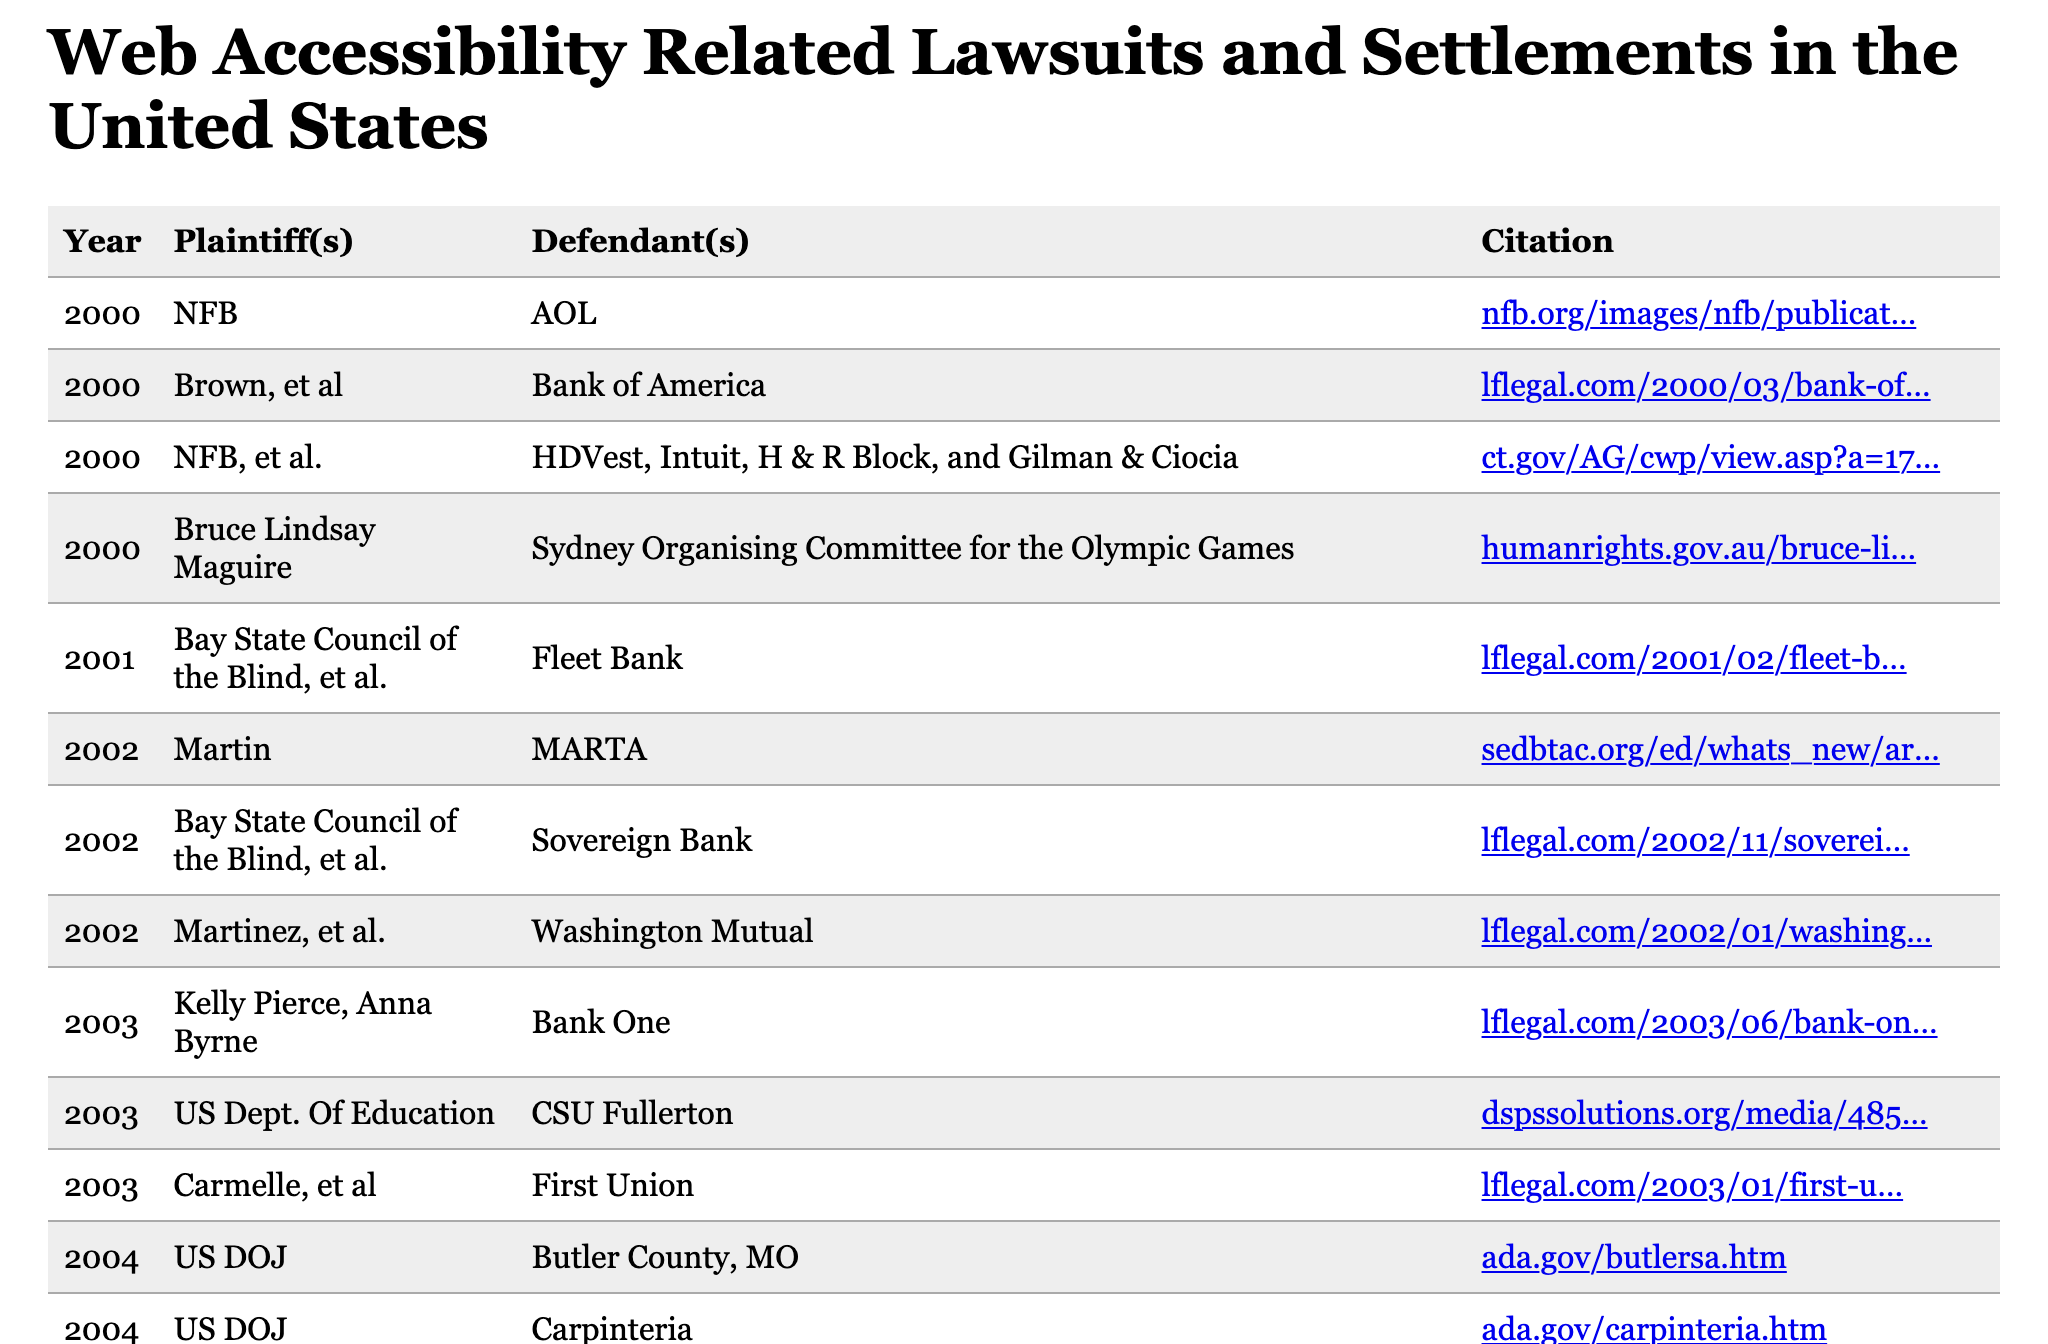 Web Accessibility Related Lawsuits and Settlements in the
United States
Year Plaintiff(s) Defendant(s) Citation
2000 NFB AOL nfb.org/images/nfb/publicat...
2000 Brown, et al Bank of America lflegal.com/2000/03/bank-of...
2000 NFB, et al. HDVest, Intuit, H & R Block, and Gilman & Ciocia ct.gov/AG/cwp/view.asp?a=17...
2000 Bruce Lindsay
Maguire Sydney Organising Committee for the Olympic Games humanrights.gov.au/bruce-li...
2001 Bay State Council of
the Blind, et al. Fleet Bank lflegal.com/2001/02/fleet-b...
2002 Martin MARTA sedbtac.org/ed/whats_new/ar...
2002 Bay State Council of
the Blind, et al. Sovereign Bank lflegal.com/2002/11/soverei...
2002 Martinez, et al. Washington Mutual lflegal.com/2002/01/washing...
2003 Kelly Pierce, Anna
Byrne Bank One lflegal.com/2003/06/bank-on...
2003 US Dept. Of Education CSU Fullerton dspssolutions.org/media/485...
2003 Carmelle, et al First Union lflegal.com/2003/01/first-u...
2004 US DOJ Butler County, MO ada.gov/butlersa.htm
2004 US DOJ Carpinteria ada.gov/carpinteria.htm